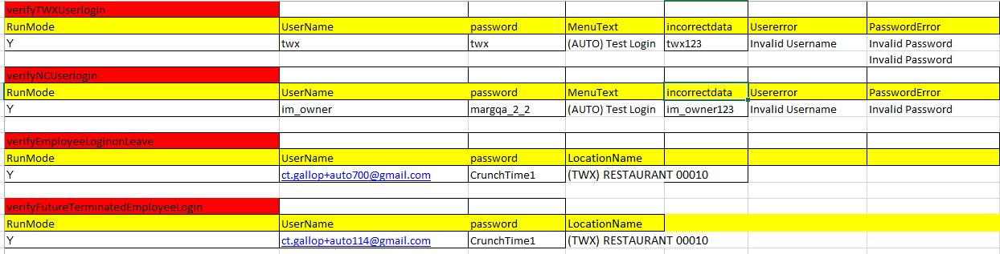 verifyTWXUserlogin
RunMode UserName password MenuText incorrectdata Usererror PasswordError
Y twx twx (AUTO) Test Login twx123 Invalid Username Invalid Password
Invalid Password
verifyNCUserlogin
RunMode UserName password MenuText incorrectdata Usererror PasswordError
Y im_owner margqa_2_2 (AUTO) Test Login im_owner123 Invalid Username Invalid Password
verifyEmployeeLoginonLeave
RunMode UserName password LocationName
Y ct.gallop+auto700@gmail.com CrunchTime1 (TWX) RESTAURANT 00010
verifyFutureTerminatedEmployeeLogin
RunMode UserName password LocationName
Y ct.gallop+auto114@gmail.com CrunchTime1 (TWX) RESTAURANT 00010